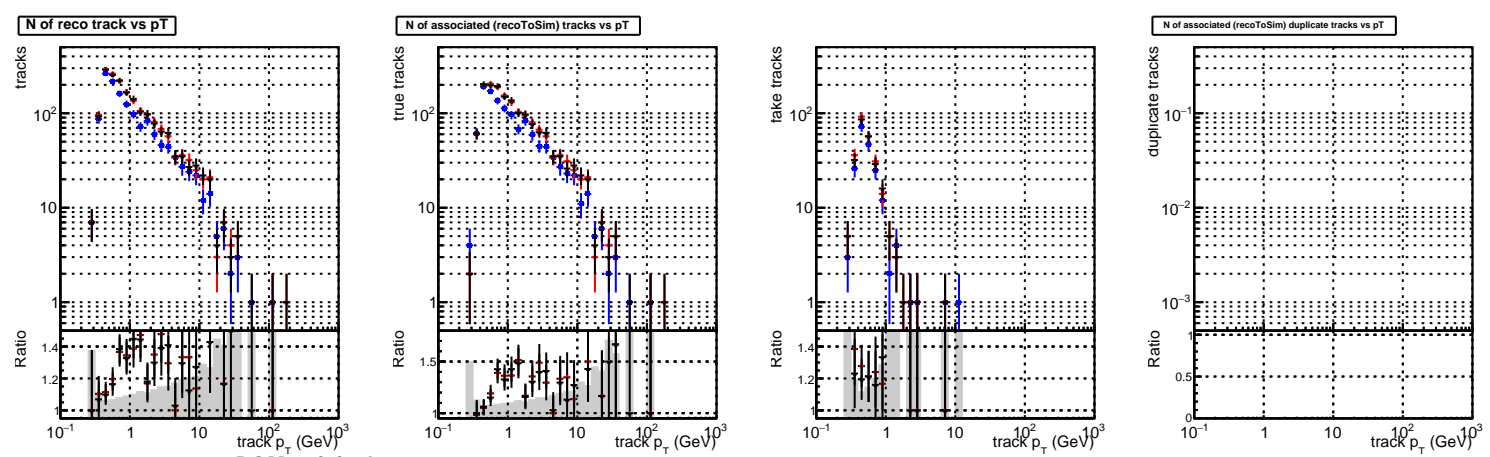 N of reco track vs pT
tracks
10²
10
1
Ratio
1.4
1.2
1
10⁻¹ 1 10 10² 10³
track p_T (GeV)
N of associated (recoToSim) tracks vs pT
true tracks
10²
10
1
Ratio
1.5
1
10⁻¹ 1 10 10² 10³
track p_T (GeV)
fake tracks
10²
10
1
Ratio
1.4
1.2
1
10⁻¹ 1 10 10² 10³
track p_T (GeV)
N of associated (recoToSim) duplicate tracks vs pT
duplicate tracks
10⁻¹
10⁻²
10⁻³
Ratio
1
0.5
0
10⁻¹ 1 10 10² 10³
track p_T (GeV)